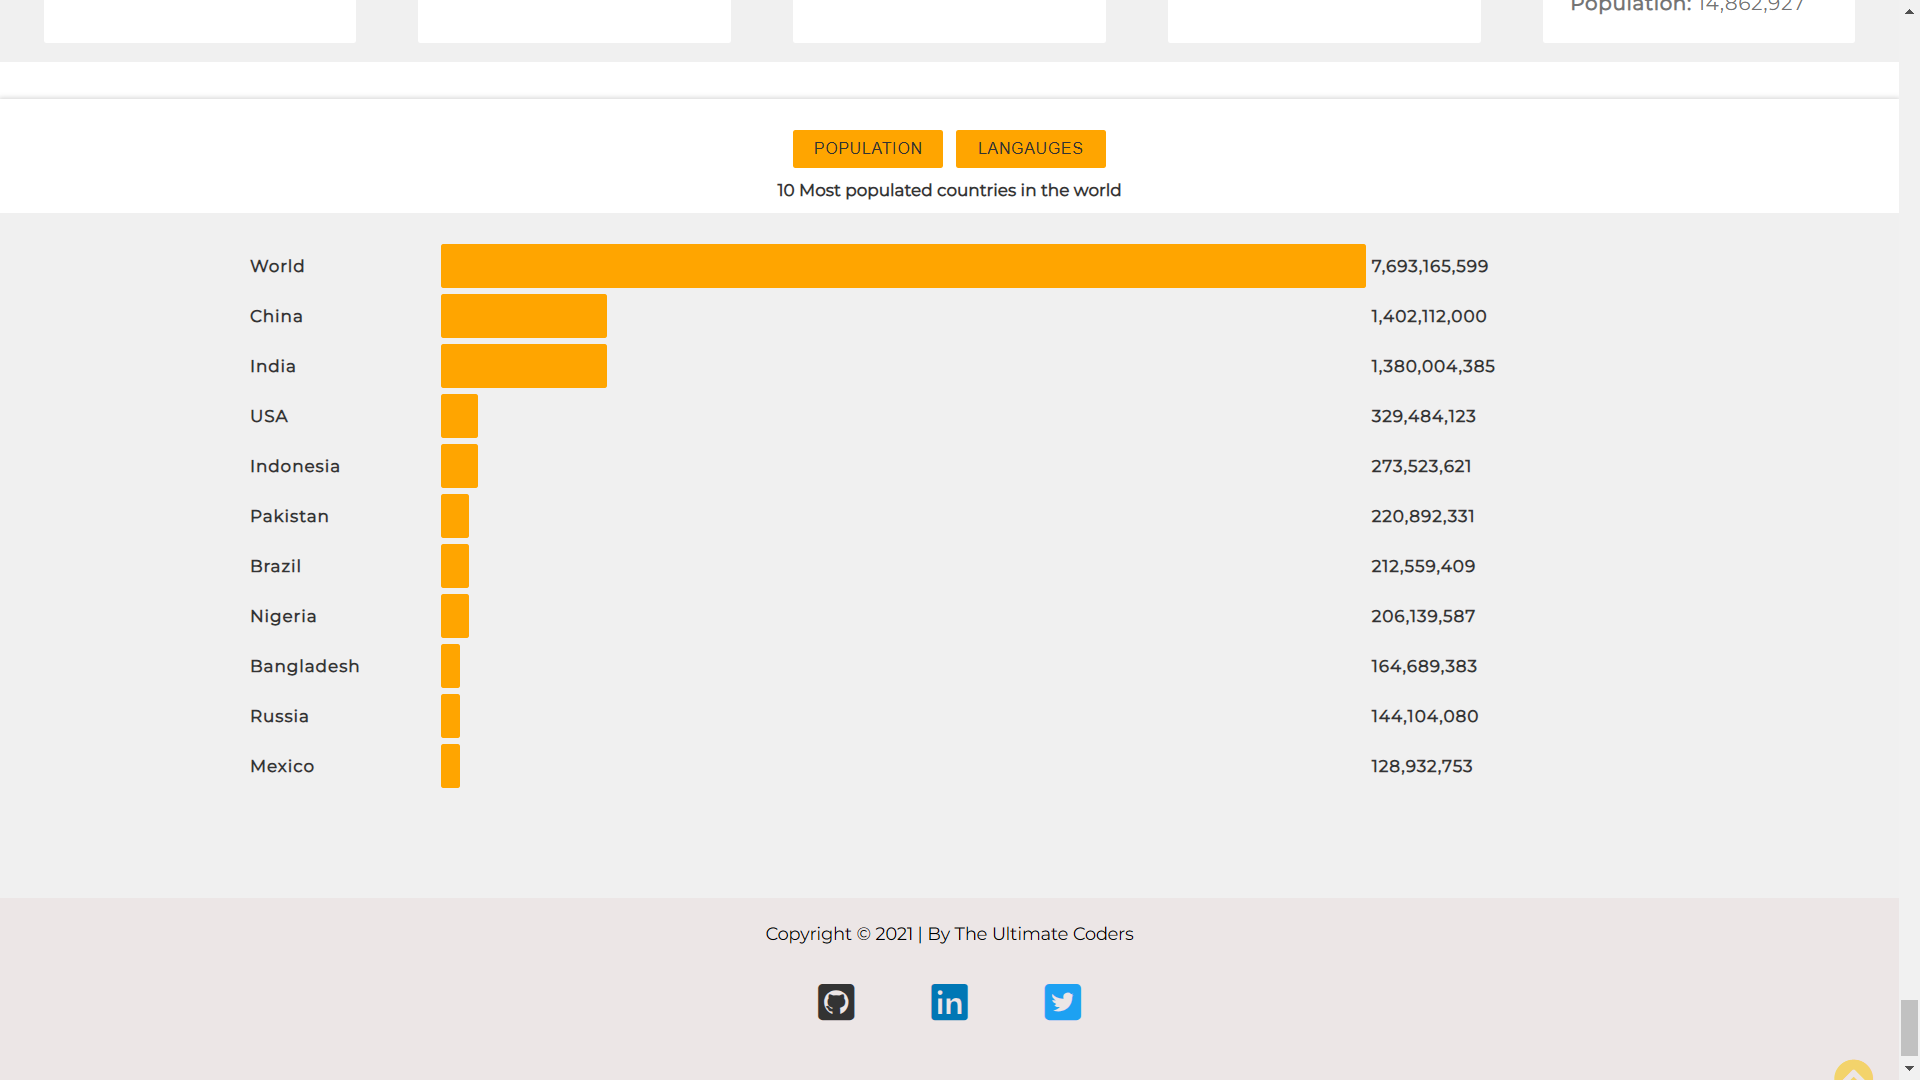 Population: 14,862,927
POPULATION LANGAUGES
10 Most populated countries in the world
World 7,693,165,599
China 1,402,112,000
India 1,380,004,385
USA 329,484,123
Indonesia 273,523,621
Pakistan 220,892,331
Brazil 212,559,409
Nigeria 206,139,587
Bangladesh 164,689,383
Russia 144,104,080
Mexico 128,932,753
Copyright © 2021 | By The Ultimate Coders
in